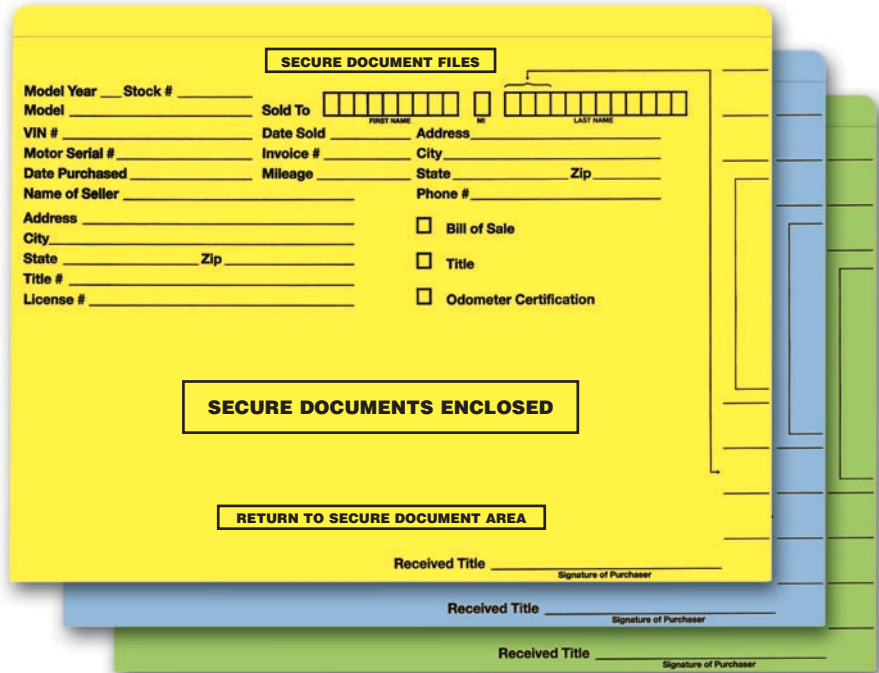 SECURE DOCUMENT FILES
Model Year Stock #
Model Sold To
FIRST NAME MI LAST NAME
VIN # Date Sold Address
Motor Serial # Invoice # City
Date Purchased Mileage State Zip
Name of Seller Phone #
Address
Bill of Sale
City
State Zip
Title
Title #
License #
Odometer Certification
SECURE DOCUMENTS ENCLOSED
RETURN TO SECURE DOCUMENT AREA
Received Title
Signature of Purchaser
Received Title
Signature of Purchaser
Received Title
Signature of Purchaser